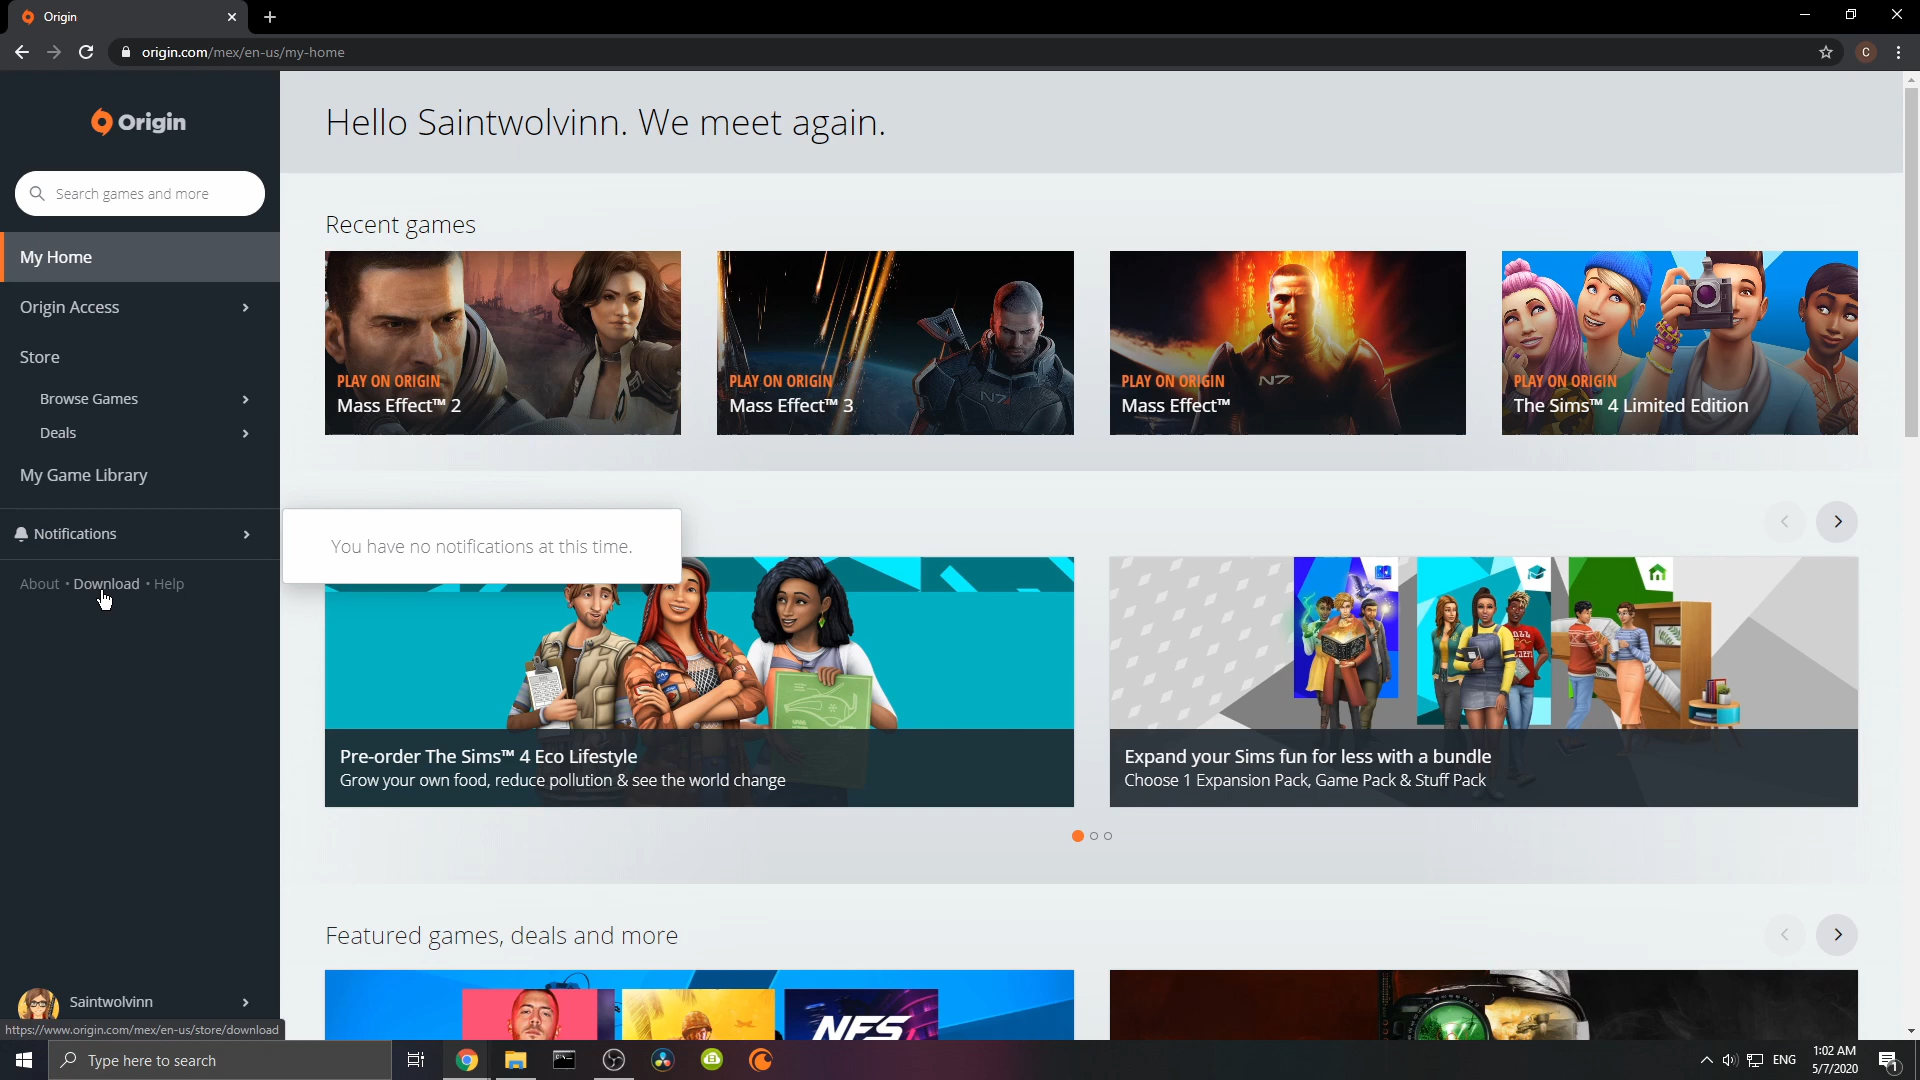 Origin
origin.com/mex/en-us/my-home
C
Origin
Search games and more
My Home
Origin Access
Store
Browse Games
Deals
My Game Library
Notifications
About • Download • Help
Saintwolvinn
https://www.origin.com/mex/en-us/store/download
Hello Saintwolvinn. We meet again.
Recent games
PLAY ON ORIGIN
Mass Effect™ 2
N7
PLAY ON ORIGIN
Mass Effect™ 3
N7
PLAY ON ORIGIN
Mass Effect™
PLAY ON ORIGIN
The Sims™ 4 Limited Edition
You have no notifications at this time.
Pre-order The Sims™ 4 Eco Lifestyle
Grow your own food, reduce pollution & see the world change
Expand your Sims fun for less with a bundle
Choose 1 Expansion Pack, Game Pack & Stuff Pack
Featured games, deals and more
NFS
Type here to search
ENG
1:02 AM
5/7/2020
1